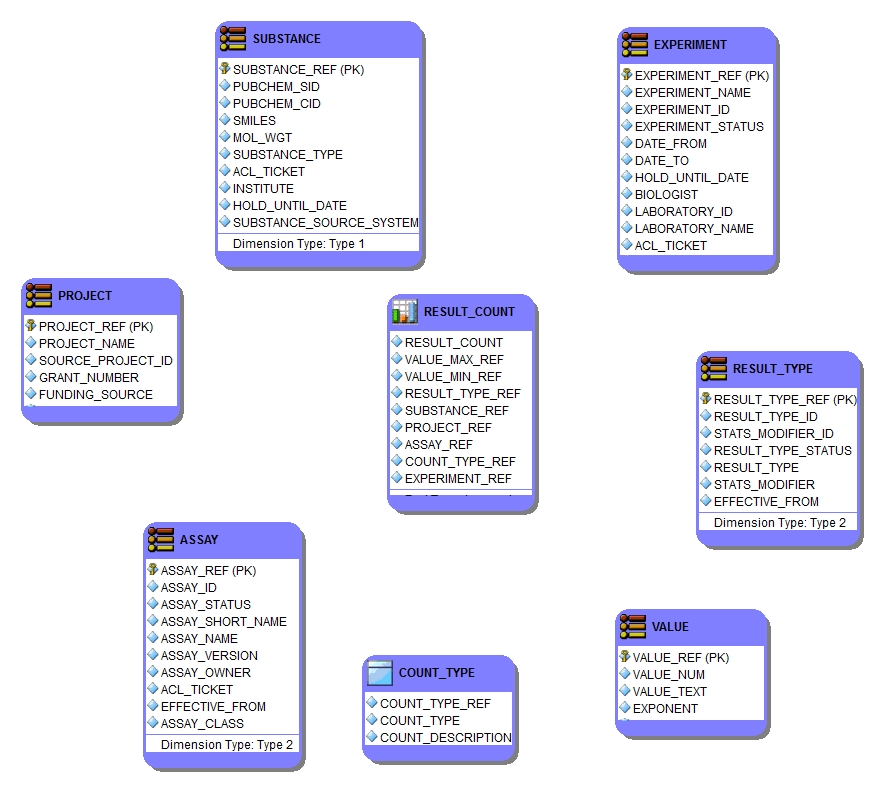 SUBSTANCE
SUBSTANCE_REF (PK)
PUBCHEM_SID
PUBCHEM_CID
SMILES
MOL_WGT
SUBSTANCE_TYPE
ACL_TICKET
INSTITUTE
HOLD_UNTIL_DATE
SUBSTANCE_SOURCE_SYSTEM
Dimension Type: Type 1
EXPERIMENT
EXPERIMENT_REF (PK)
EXPERIMENT_NAME
EXPERIMENT_ID
EXPERIMENT_STATUS
DATE_FROM
DATE_TO
HOLD_UNTIL_DATE
BIOLOGIST
LABORATORY_ID
LABORATORY_NAME
ACL_TICKET
PROJECT
PROJECT_REF (PK)
PROJECT_NAME
SOURCE_PROJECT_ID
GRANT_NUMBER
FUNDING_SOURCE
RESULT_COUNT
RESULT_COUNT
VALUE_MAX_REF
VALUE_MIN_REF
RESULT_TYPE_REF
SUBSTANCE_REF
PROJECT_REF
ASSAY_REF
COUNT_TYPE_REF
EXPERIMENT_REF
RESULT_TYPE
RESULT_TYPE_REF (PK)
RESULT_TYPE_ID
STATS_MODIFIER_ID
RESULT_TYPE_STATUS
RESULT_TYPE
STATS_MODIFIER
EFFECTIVE_FROM
Dimension Type: Type 2
ASSAY
ASSAY_REF (PK)
ASSAY_ID
ASSAY_STATUS
ASSAY_SHORT_NAME
ASSAY_NAME
ASSAY_VERSION
ASSAY_OWNER
ACL_TICKET
EFFECTIVE_FROM
ASSAY_CLASS
Dimension Type: Type 2
COUNT_TYPE
COUNT_TYPE_REF
COUNT_TYPE
COUNT_DESCRIPTION
VALUE
VALUE_REF (PK)
VALUE_NUM
VALUE_TEXT
EXPONENT